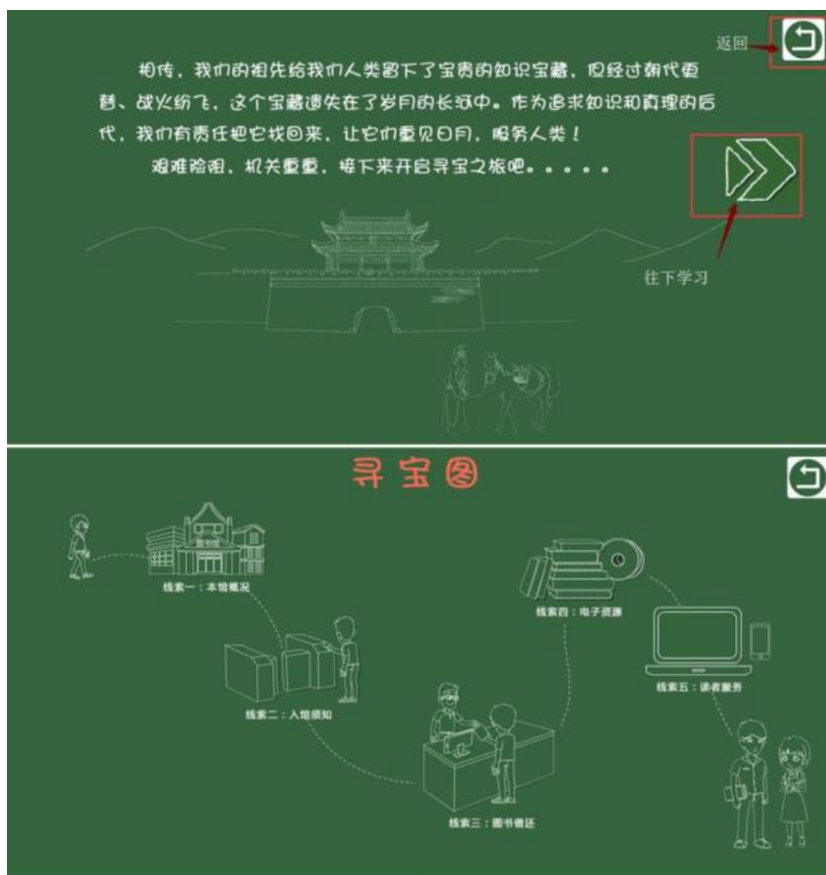 返回
相传，我们的祖先给我们人类留下了宝贵的知识宝藏，但经过朝代更
替、战火纷飞，这个宝藏遗失在了岁月的长河中。作为追求知识和真理的后
代，我们有责任把它找回来，让它们重见日月，服务人类！
艰难险阻，机关重重，接下来开启寻宝之旅吧。。。。。
往下学习
寻宝图
图书馆
线索一：本馆概况
线索二：入馆须知
线索三：图书借还
线索四：电子资源
线索五：读者服务